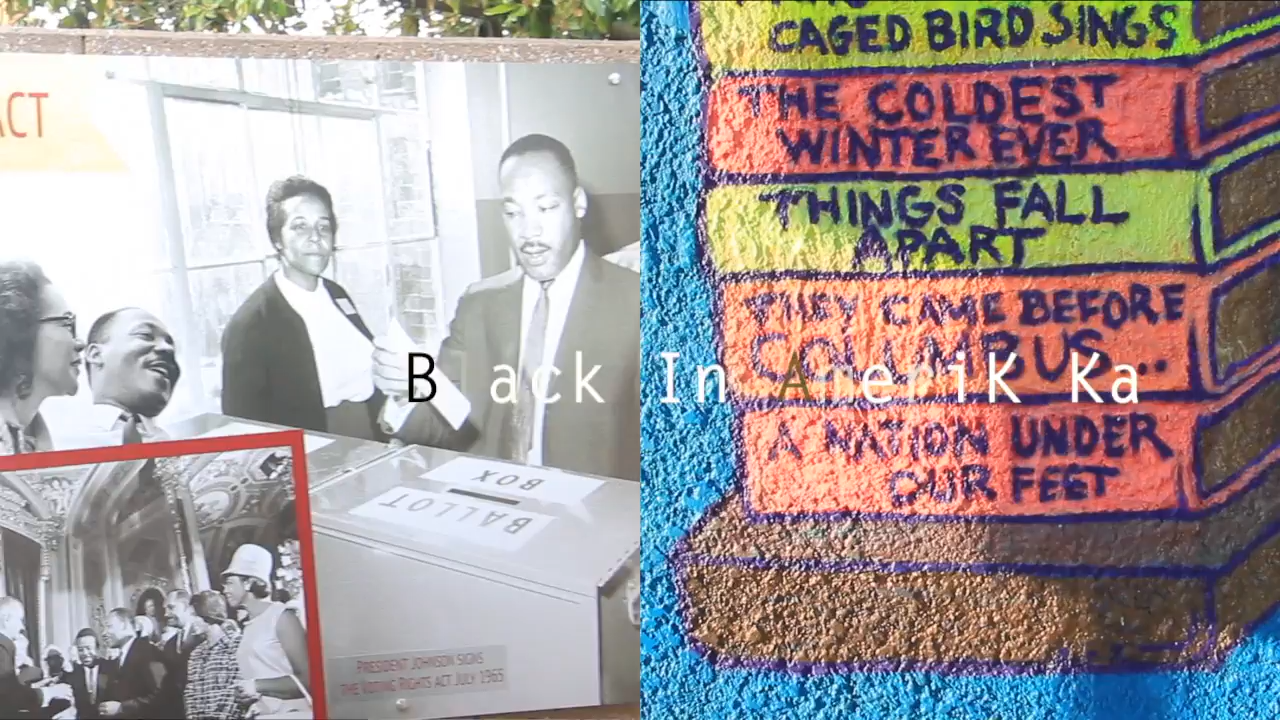 ACT
BALLOT
BOX
PRESIDENT JOHNSON SIGNS
THE VOTING RIGHTS ACT JULY 1965
CAGED BIRD SINGS
THE COLDEST
WINTER EVER
THINGS FALL
APART
THEY CAME BEFORE
COLUMBUS...
A NATION UNDER
OUR FEET
Black In AmeriK Ka